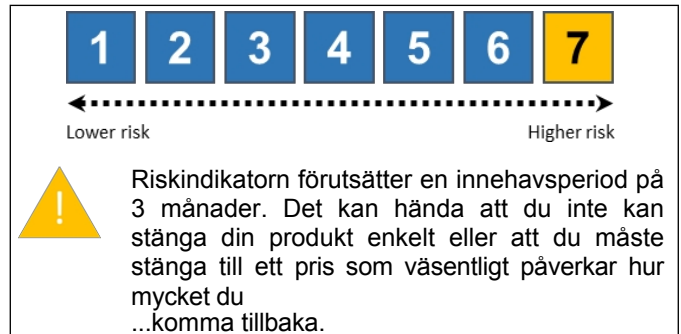 1 2 3 4 5 6 7
Lower risk Higher risk
!
Riskindikatorn förutsätter en innehavsperiod på
3 månader. Det kan hända att du inte kan
stänga din produkt enkelt eller att du måste
stänga till ett pris som väsentligt påverkar hur
mycket du
...komma tillbaka.